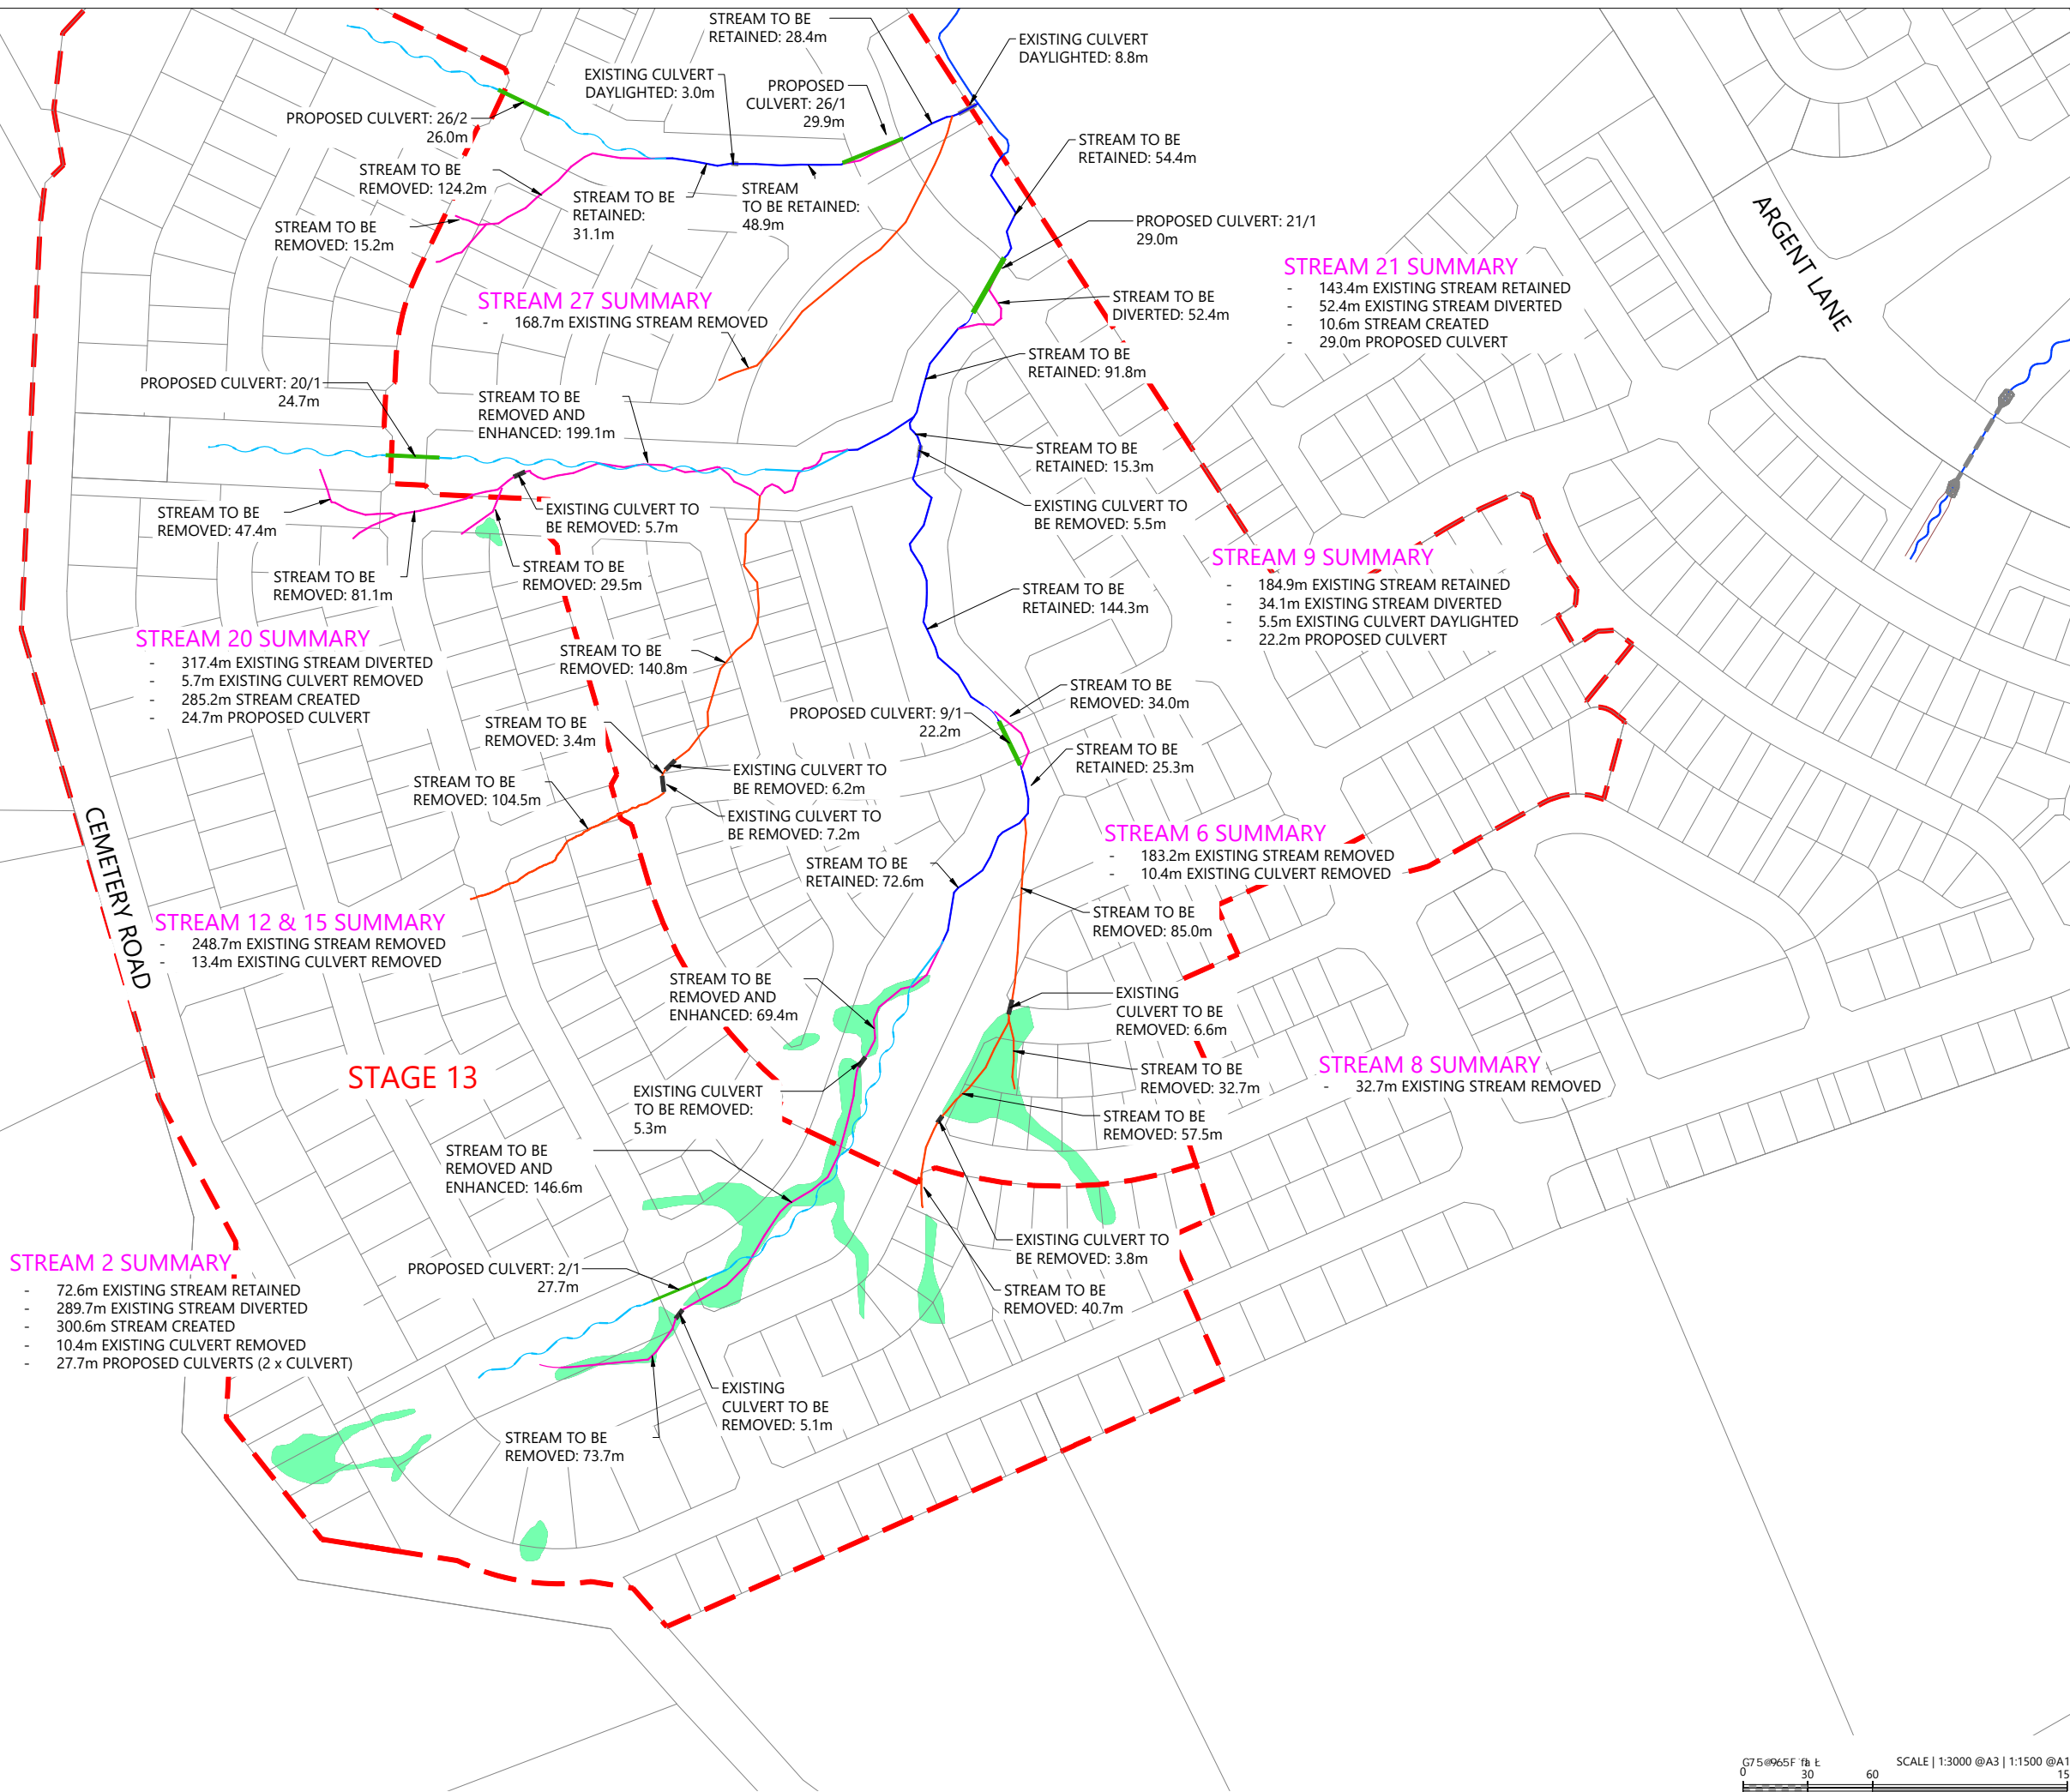 STREAM TO BE
RETAINED: 28.4m
EXISTING CULVERT
DAYLIGHTED: 8.8m
EXISTING CULVERT
DAYLIGHTED: 3.0m
PROPOSED
CULVERT: 26/1
29.9m
PROPOSED CULVERT: 26/2
26.0m
STREAM TO BE
RETAINED: 54.4m
STREAM TO BE
REMOVED: 124.2m
STREAM TO BE
RETAINED:
31.1m
STREAM
TO BE RETAINED:
48.9m
STREAM TO BE
REMOVED: 15.2m
PROPOSED CULVERT: 21/1
29.0m
ARGENT LANE
STREAM 21 SUMMARY
- 143.4m EXISTING STREAM RETAINED
- 52.4m EXISTING STREAM DIVERTED
- 10.6m STREAM CREATED
- 29.0m PROPOSED CULVERT
STREAM 27 SUMMARY
- 168.7m EXISTING STREAM REMOVED
STREAM TO BE
DIVERTED: 52.4m
STREAM TO BE
RETAINED: 91.8m
PROPOSED CULVERT: 20/1
24.7m
STREAM TO BE
REMOVED AND
ENHANCED: 199.1m
STREAM TO BE
RETAINED: 15.3m
STREAM TO BE
REMOVED: 47.4m
EXISTING CULVERT TO
BE REMOVED: 5.7m
EXISTING CULVERT TO
BE REMOVED: 5.5m
STREAM TO BE
REMOVED: 81.1m
STREAM TO BE
REMOVED: 29.5m
STREAM TO BE
RETAINED: 144.3m
STREAM 9 SUMMARY
- 184.9m EXISTING STREAM RETAINED
- 34.1m EXISTING STREAM DIVERTED
- 5.5m EXISTING CULVERT DAYLIGHTED
- 22.2m PROPOSED CULVERT
STREAM 20 SUMMARY
- 317.4m EXISTING STREAM DIVERTED
- 5.7m EXISTING CULVERT REMOVED
- 285.2m STREAM CREATED
- 24.7m PROPOSED CULVERT
STREAM TO BE
REMOVED: 140.8m
STREAM TO BE
REMOVED: 34.0m
PROPOSED CULVERT: 9/1
22.2m
STREAM TO BE
REMOVED: 3.4m
STREAM TO BE
RETAINED: 25.3m
STREAM TO BE
REMOVED: 104.5m
EXISTING CULVERT TO
BE REMOVED: 6.2m
EXISTING CULVERT TO
BE REMOVED: 7.2m
CEMETERY ROAD
STREAM TO BE
RETAINED: 72.6m
STREAM 6 SUMMARY
- 183.2m EXISTING STREAM REMOVED
- 10.4m EXISTING CULVERT REMOVED
STREAM 12 & 15 SUMMARY
- 248.7m EXISTING STREAM REMOVED
- 13.4m EXISTING CULVERT REMOVED
STREAM TO BE
REMOVED: 85.0m
STREAM TO BE
REMOVED AND
ENHANCED: 69.4m
EXISTING
CULVERT TO BE
REMOVED: 6.6m
STAGE 13
STREAM TO BE
REMOVED: 32.7m
STREAM 8 SUMMARY
- 32.7m EXISTING STREAM REMOVED
EXISTING CULVERT
TO BE REMOVED:
5.3m
STREAM TO BE
REMOVED: 57.5m
STREAM TO BE
REMOVED AND
ENHANCED: 146.6m
EXISTING CULVERT TO
BE REMOVED: 3.8m
STREAM 2 SUMMARY
- 72.6m EXISTING STREAM RETAINED
- 289.7m EXISTING STREAM DIVERTED
- 300.6m STREAM CREATED
- 10.4m EXISTING CULVERT REMOVED
- 27.7m PROPOSED CULVERTS (2 x CULVERT)
PROPOSED CULVERT: 2/1
27.7m
STREAM TO BE
REMOVED: 40.7m
EXISTING
CULVERT TO BE
REMOVED: 5.1m
STREAM TO BE
REMOVED: 73.7m
SCALE | 1:3000 @A3 | 1:1500 @A1
0 30 60